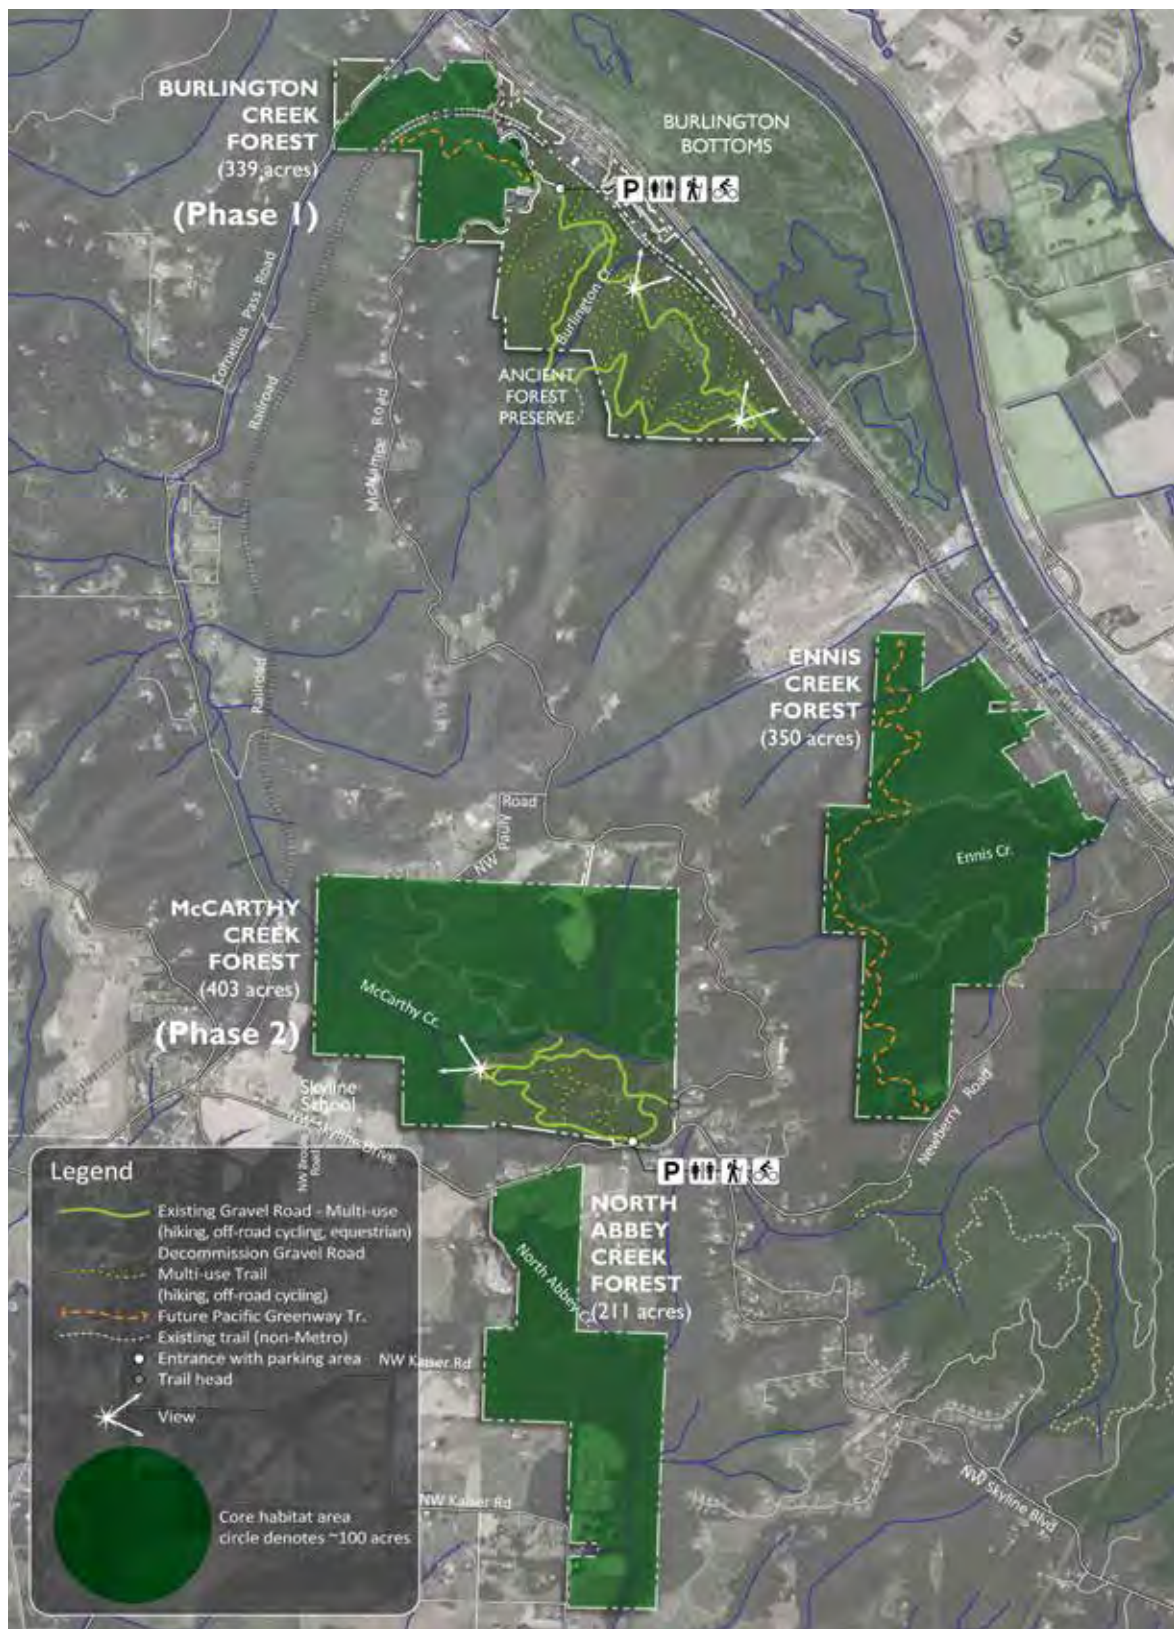 BURLINGTON
CREEK
FOREST
(339 acres)
(Phase 1)
BURLINGTON
BOTTOMS
P
Burlington Cr.
Cornelius Pass Road
Railroad
McNamee Road
ANCIENT
FOREST
PRESERVE
Railroad
ENNIS
CREEK
FOREST
(350 acres)
Ennis Cr.
NW Pauly Road
McCARTHY
CREEK
FOREST
(403 acres)
(Phase 2)
McCarthy Cr.
Skyline
School
NW Skyline Drive
Newberry Road
P
NORTH
ABBEY
CREEK
FOREST
(211 acres)
North Abbey Cr.
NW Kaiser Rd
NW Kaiser Rd
NW Skyline Blvd
Legend
Existing Gravel Road - Multi-use
(hiking, off-road cycling, equestrian)
Decommission Gravel Road
Multi-use Trail
(hiking, off-road cycling)
Future Pacific Greenway Tr.
Existing trail (non-Metro)
Entrance with parking area
Trail head
View
Core habitat area
circle denotes ~100 acres